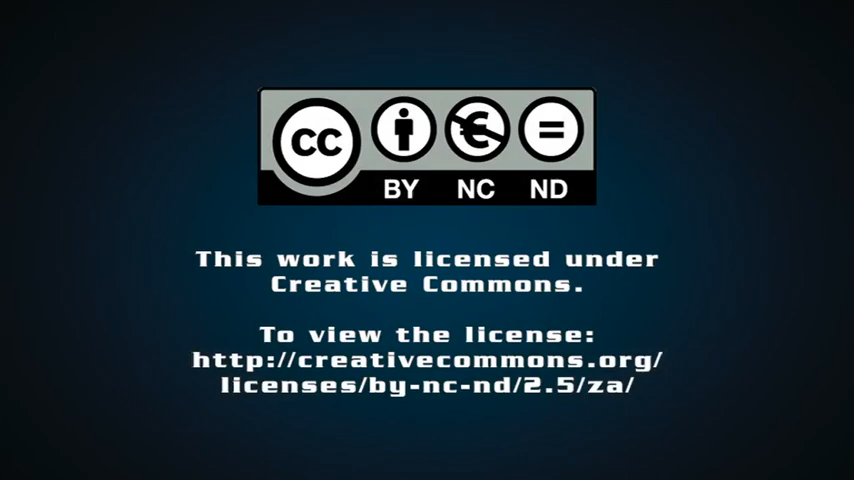 CC
BY NC ND
This work is licensed under
Creative Commons.
To view the license:
http://creativecommons.org/
licenses/by-nc-nd/2.5/za/